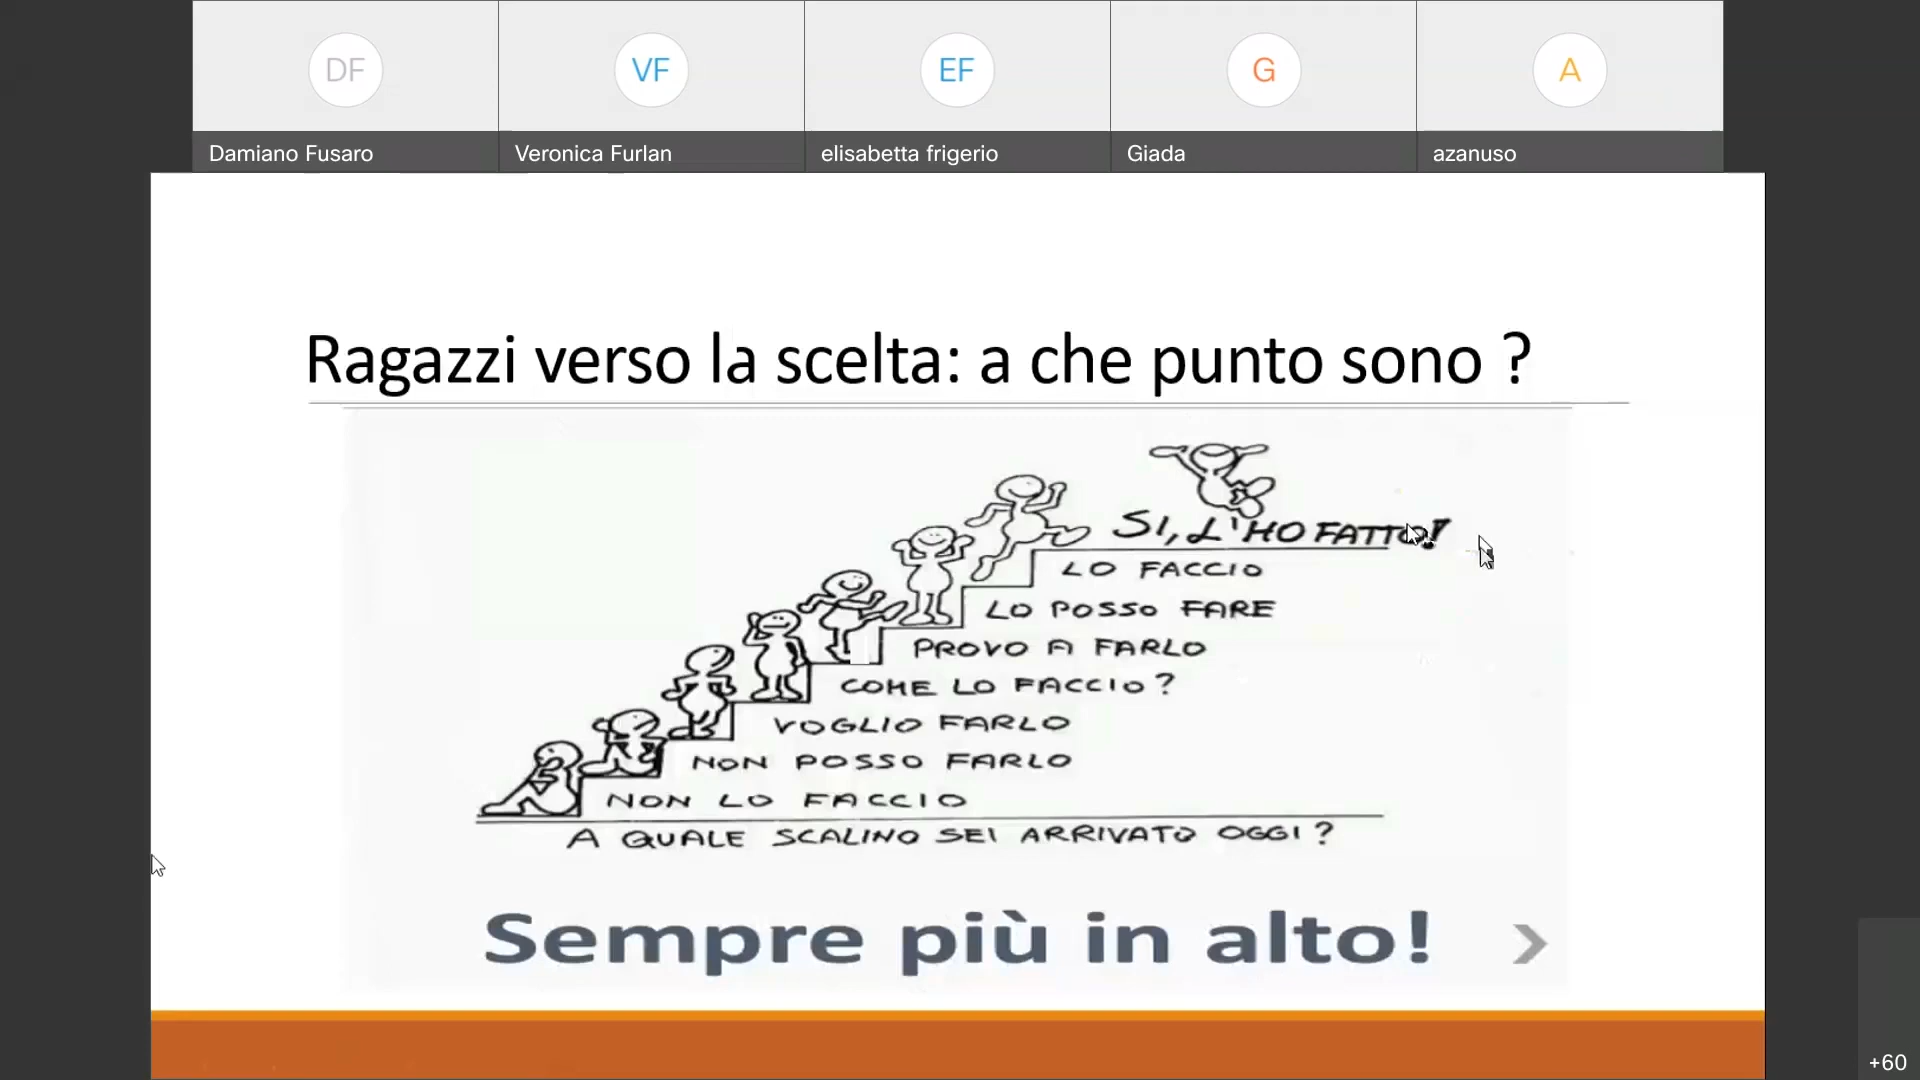 DF
VF
EF
G
A
Damiano Fusaro
Veronica Furlan
elisabetta frigerio
Giada
azanuso
Ragazzi verso la scelta: a che punto sono ?
SI, L'HO FATTO!
LO FACCIO
LO POSSO FARE
PROVO A FARLO
COME LO FACCIO?
VOGLIO FARLO
NON POSSO FARLO
NON LO FACCIO
A QUALE SCALINO SEI ARRIVATO OGGI?
Sempre più in alto!
+60